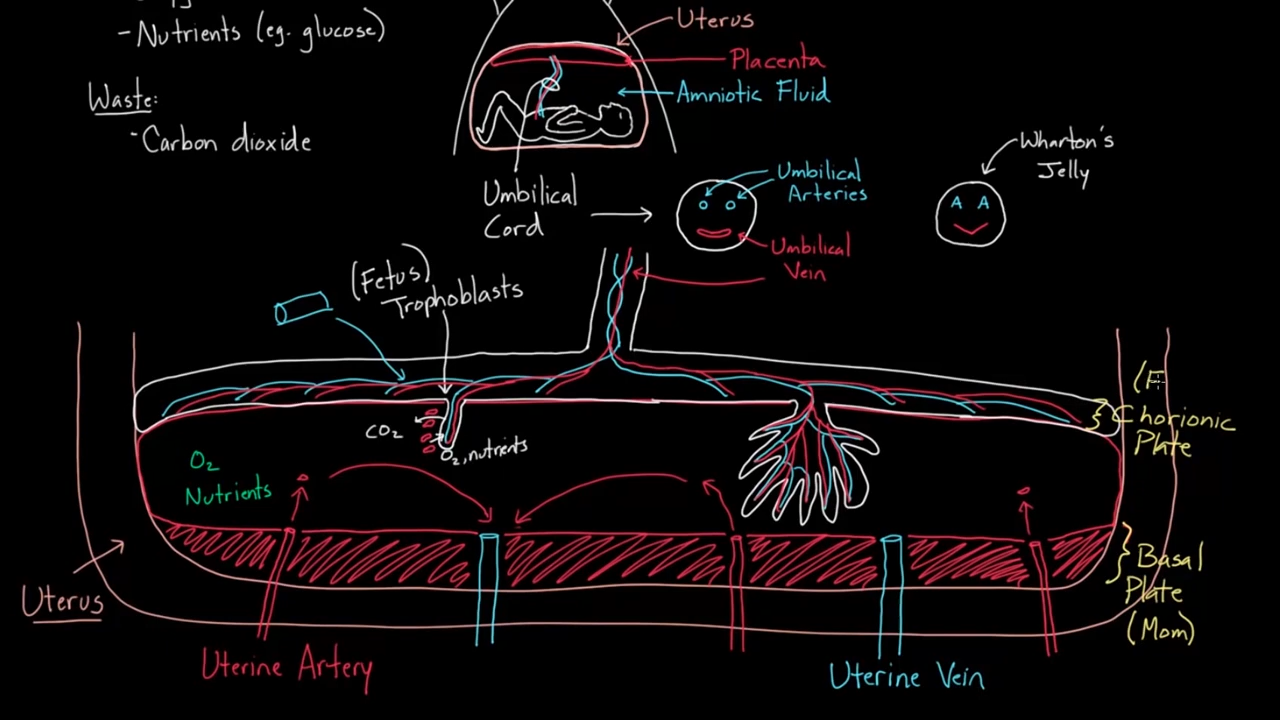 -Nutrients (eg. glucose)
Waste:
-Carbon dioxide
Uterus
Placenta
Amniotic Fluid
Umbilical
Cord
Umbilical
Arteries
Umbilical
Vein
Wharton's
Jelly
A A
(Fetus)
Trophoblasts
CO2
O2, nutrients
O2
Nutrients
(F
Chorionic
Plate
Basal
Plate
(Mom)
Uterus
Uterine Artery
Uterine Vein